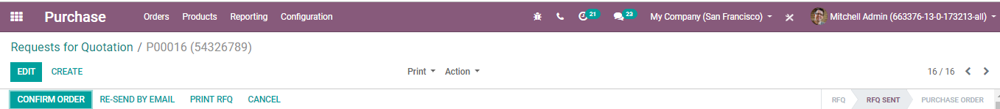 Purchase Orders Products Reporting Configuration 21 23 My Company (San Francisco) Mitchell Admin (663376-13-0-173213-all)
Requests for Quotation / P00016 (54326789)
EDIT CREATE Print Action 16 / 16
CONFIRM ORDER RE-SEND BY EMAIL PRINT RFQ CANCEL RFQ RFQ SENT PURCHASE ORDER